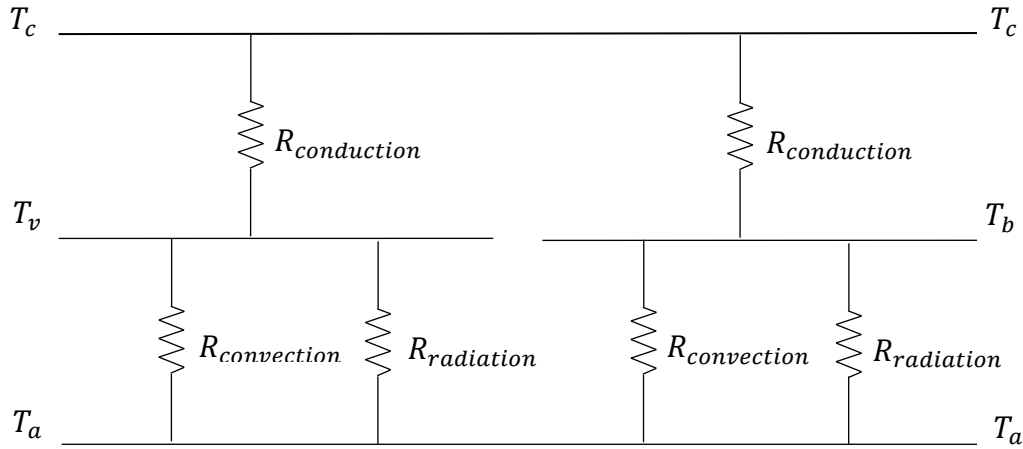 T_c T_c
R_conduction R_conduction
T_v T_b
R_convection R_radiation R_convection R_radiation
T_a T_a